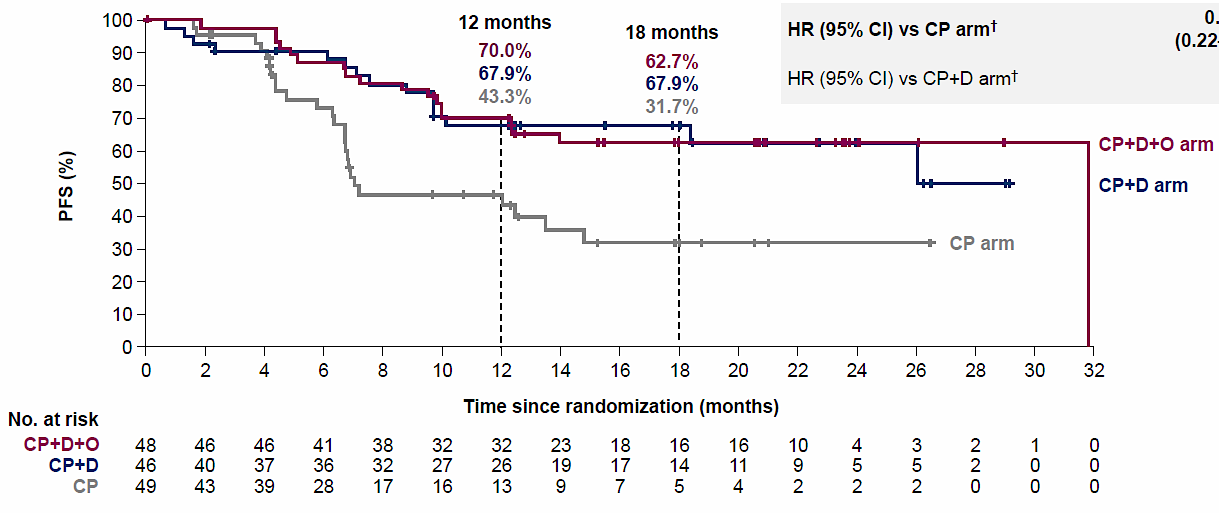 100
90
80
70
60
50
40
30
20
10
0
PFS (%)
12 months
70.0%
67.9%
43.3%
18 months
62.7%
67.9%
31.7%
HR (95% CI) vs CP arm†
0.
(0.22
HR (95% CI) vs CP+D arm†
CP+D+O arm
CP+D arm
CP arm
0 2 4 6 8 10 12 14 16 18 20 22 24 26 28 30 32
Time since randomization (months)
No. at risk
CP+D+O 48 46 46 41 38 32 32 23 18 16 16 10 4 3 2 1 0
CP+D 46 40 37 36 32 27 26 19 17 14 11 9 5 5 2 0 0
CP 49 43 39 28 17 16 13 9 7 5 4 2 2 2 0 0 0